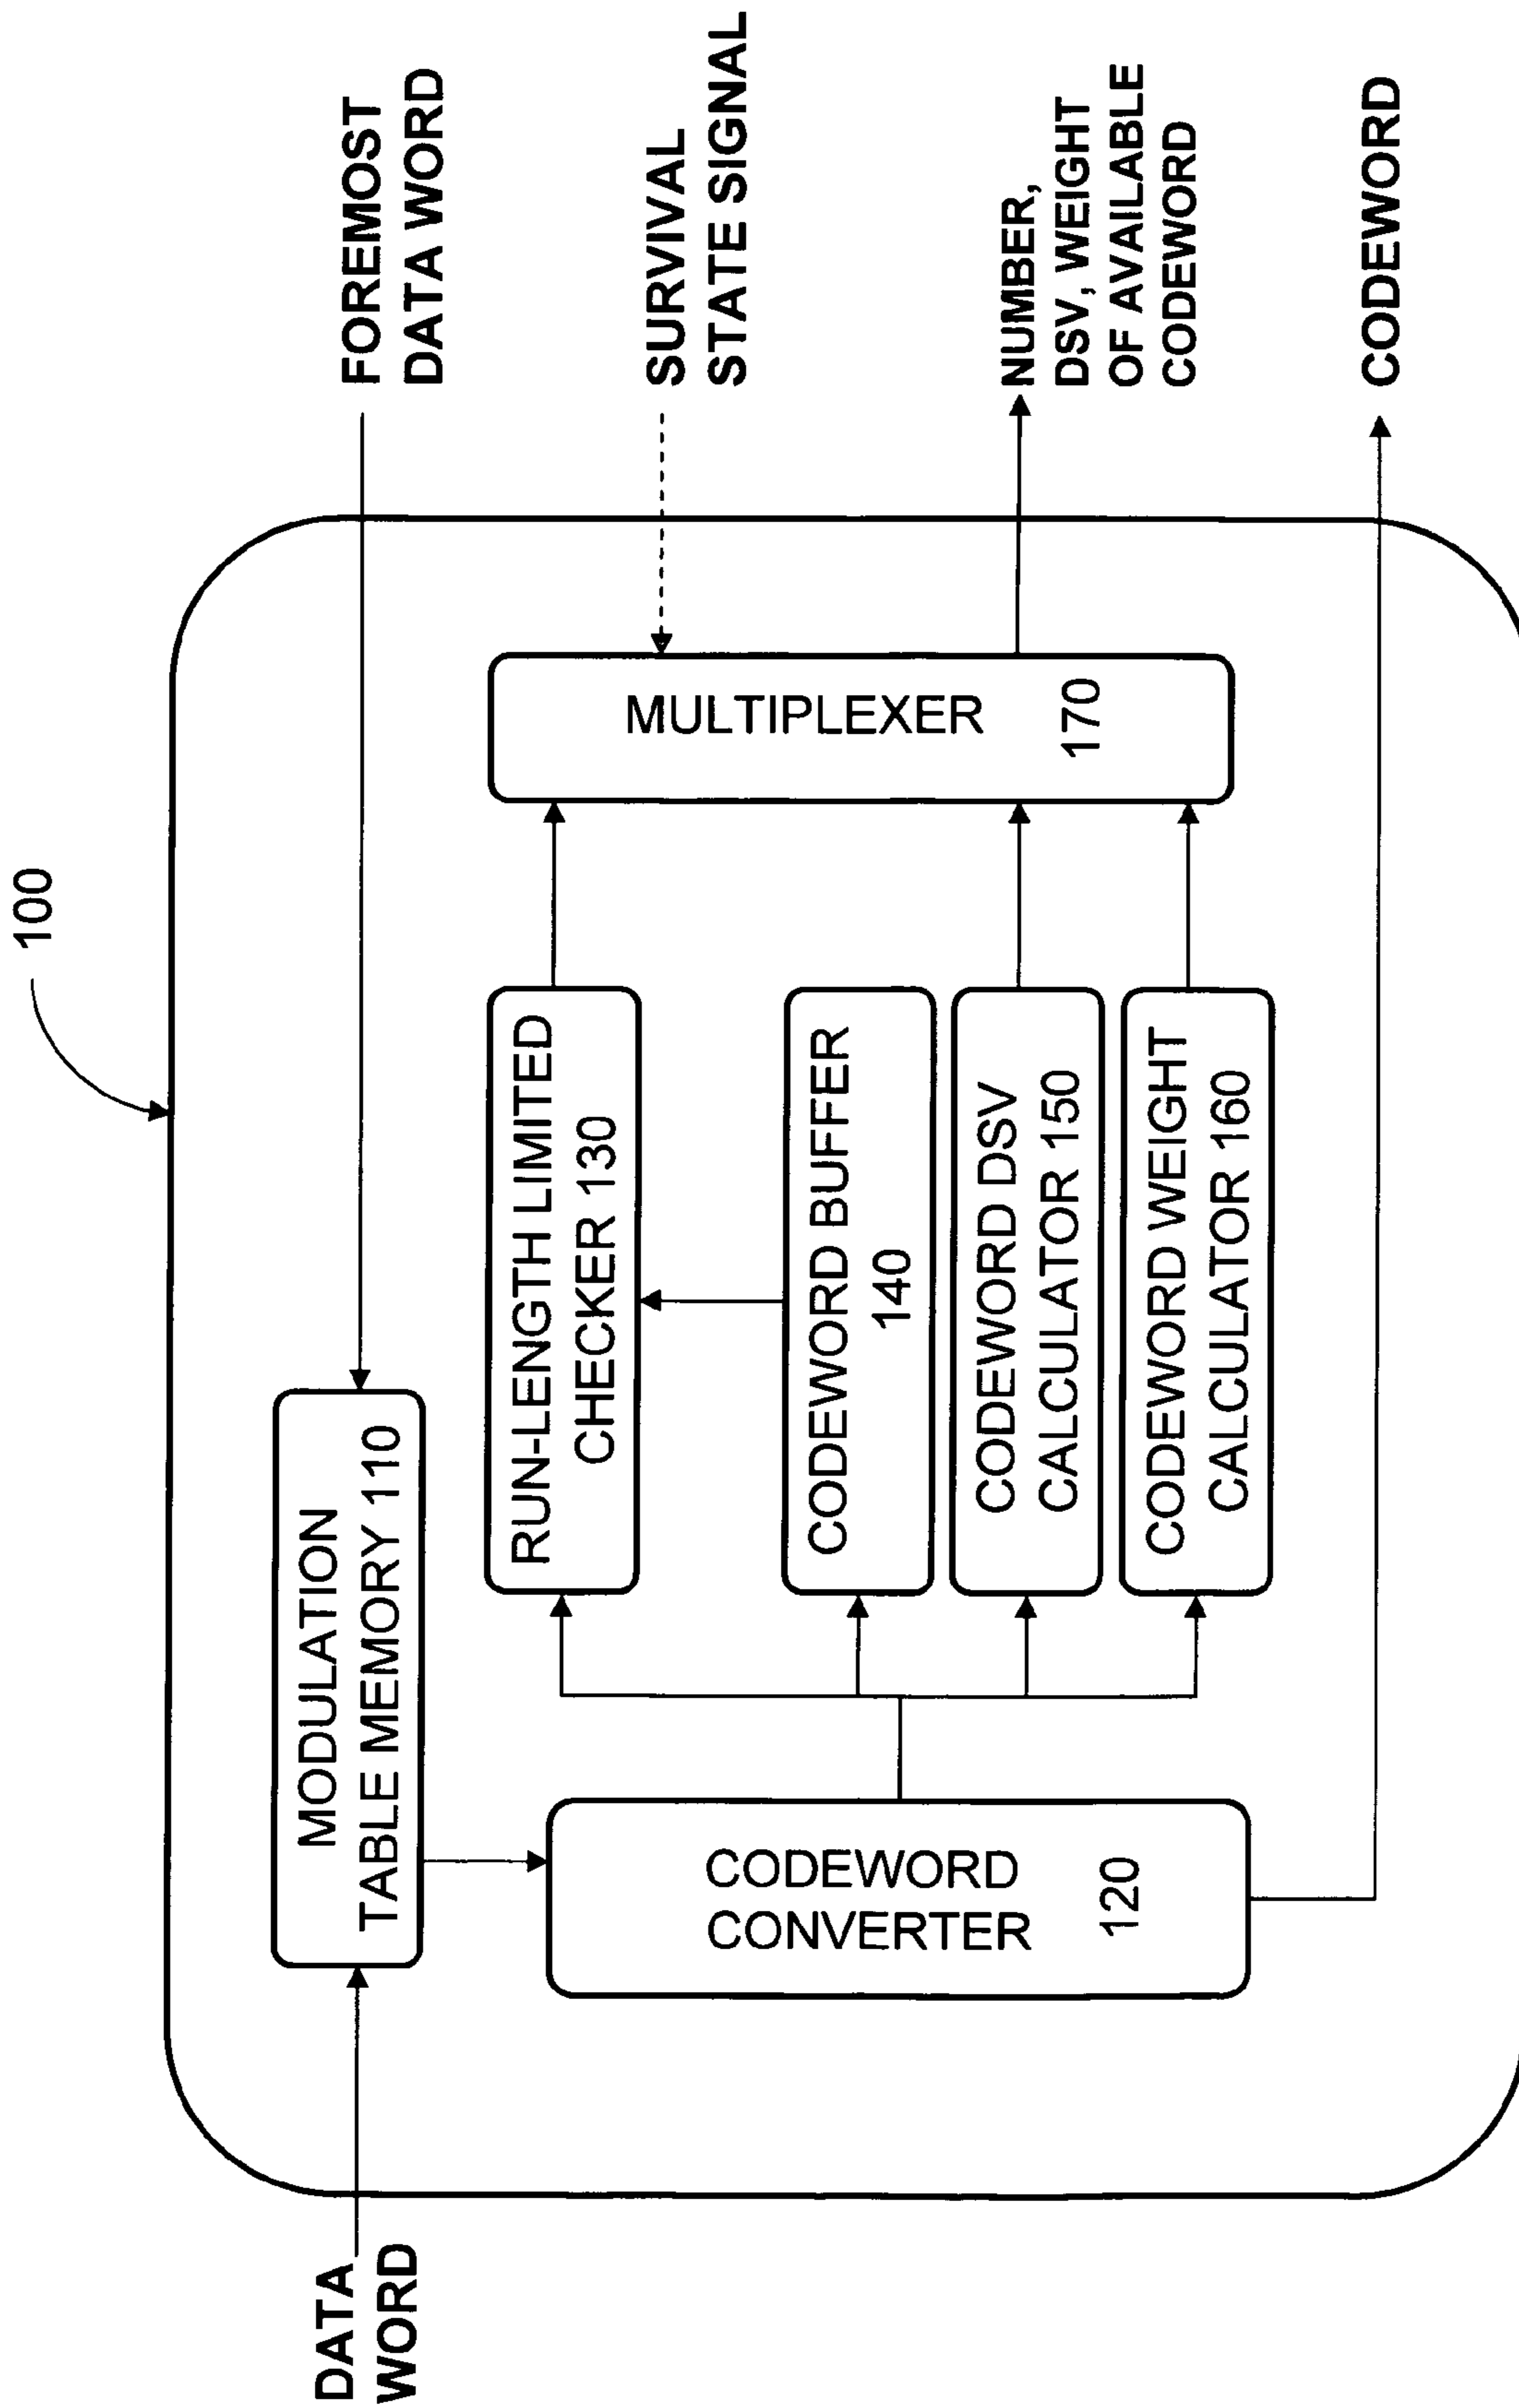 100
DATA
WORD
MODULATION
TABLE MEMORY 110
FOREMOST
DATA WORD
CODEWORD
CONVERTER
120
RUN-LENGTH LIMITED
CHECKER 130
CODEWORD BUFFER
140
CODEWORD DSV
CALCULATOR 150
CODEWORD WEIGHT
CALCULATOR 160
MULTIPLEXER
170
SURVIVAL
STATE SIGNAL
NUMBER,
DSV, WEIGHT
OF AVAILABLE
CODEWORD
CODEWORD